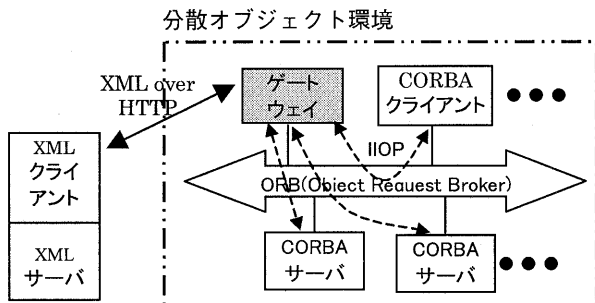 分散オブジェクト環境
XML over
HTTP
ゲート
ウェイ
CORBA
クライアント
XML
クライ
アント
IIOP
ORB(Object Request Broker)
XML
サーバ
CORBA
サーバ
CORBA
サーバ